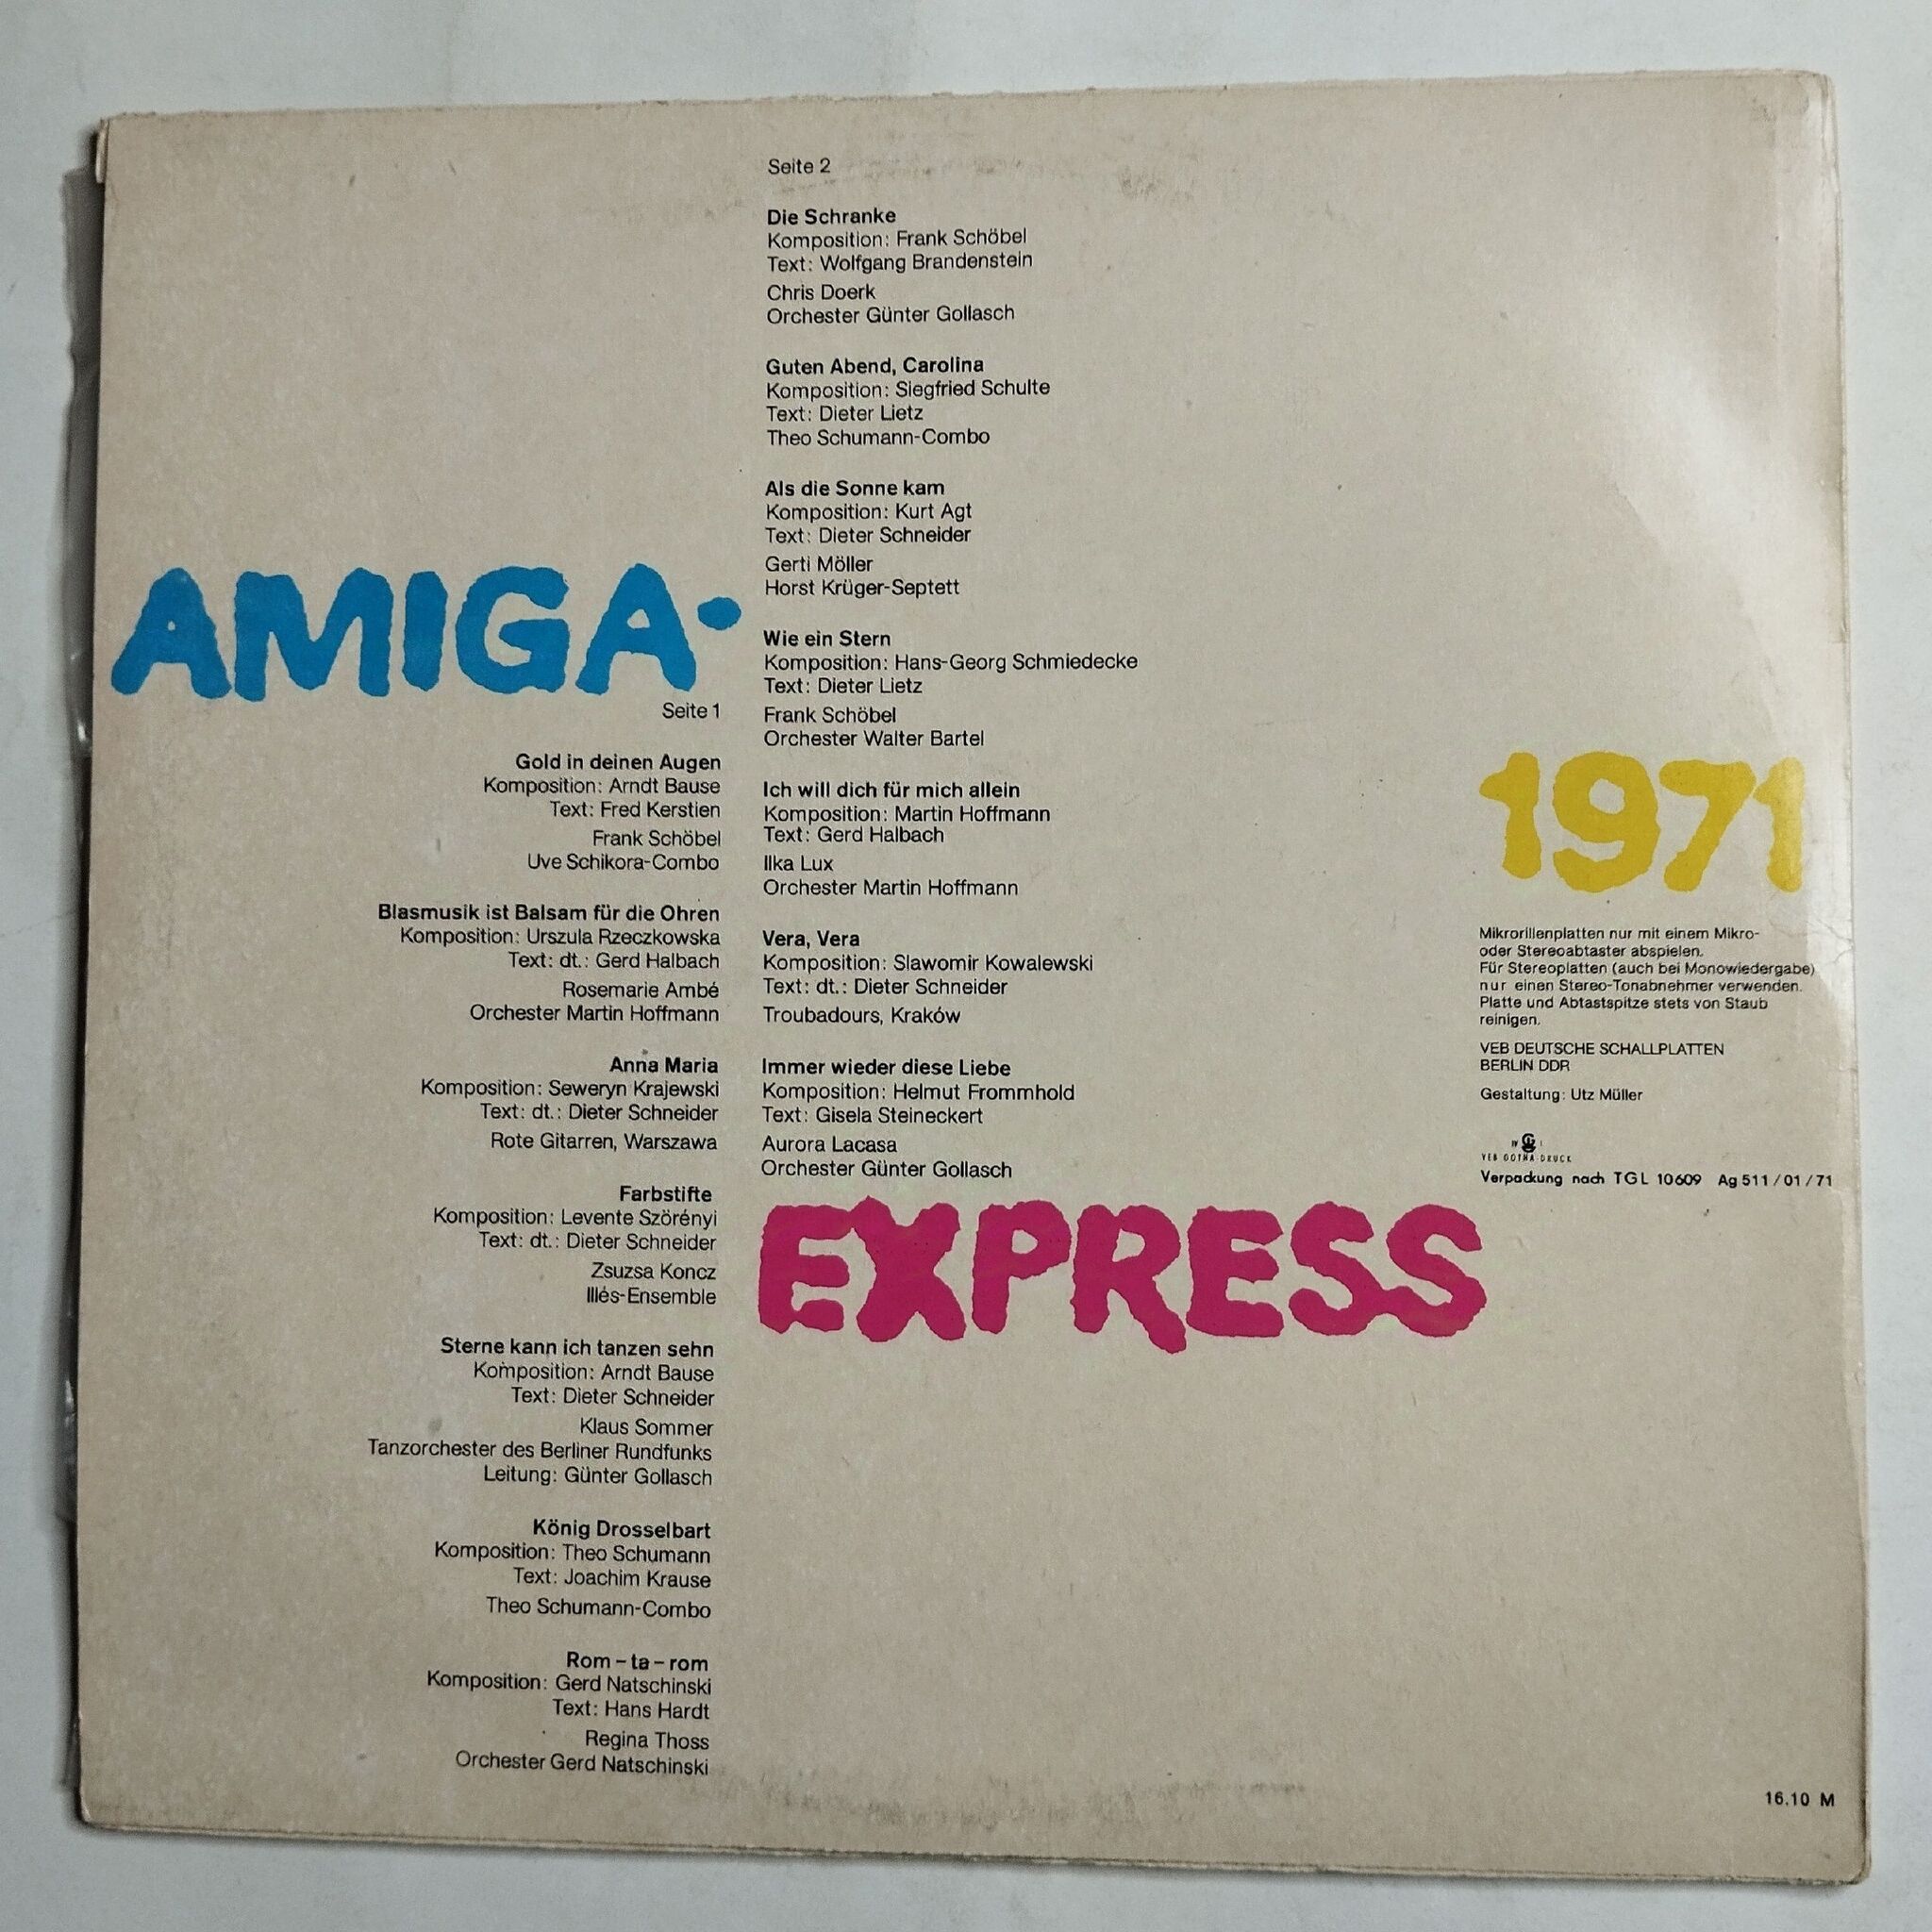 AMIGA-
Seite 1
Gold in deinen Augen
Komposition: Arndt Bause
Text: Fred Kerstien
Frank Schöbel
Uve Schikora-Combo
Blasmusik ist Balsam für die Ohren
Komposition: Urszula Rzeczkowska
Text: dt.: Gerd Halbach
Rosemarie Ambé
Orchester Martin Hoffmann
Anna Maria
Komposition: Seweryn Krajewski
Text: dt.: Dieter Schneider
Rote Gitarren, Warszawa
Farbstifte
Komposition: Levente Szörényi
Text: dt.: Dieter Schneider
Zsuzsa Koncz
Illés-Ensemble
Sterne kann ich tanzen sehn
Komposition: Arndt Bause
Text: Dieter Schneider
Klaus Sommer
Tanzorchester des Berliner Rundfunks
Leitung: Günter Gollasch
König Drosselbart
Komposition: Theo Schumann
Text: Joachim Krause
Theo Schumann-Combo
Rom – ta – rom
Komposition: Gerd Natschinski
Text: Hans Hardt
Regina Thoss
Orchester Gerd Natschinski
Seite 2
Die Schranke
Komposition: Frank Schöbel
Text: Wolfgang Brandenstein
Chris Doerk
Orchester Günter Gollasch
Guten Abend, Carolina
Komposition: Siegfried Schulte
Text: Dieter Lietz
Theo Schumann-Combo
Als die Sonne kam
Komposition: Kurt Agt
Text: Dieter Schneider
Gerti Möller
Horst Krüger-Septett
Wie ein Stern
Komposition: Hans-Georg Schmiedecke
Text: Dieter Lietz
Frank Schöbel
Orchester Walter Bartel
Ich will dich für mich allein
Komposition: Martin Hoffmann
Text: Gerd Halbach
Ilka Lux
Orchester Martin Hoffmann
Vera, Vera
Komposition: Slawomir Kowalewski
Text: dt.: Dieter Schneider
Troubadours, Kraków
Immer wieder diese Liebe
Komposition: Helmut Frommhold
Text: Gisela Steineckert
Aurora Lacasa
Orchester Günter Gollasch
EXPRESS
1971
Mikrorillenplatten nur mit einem Mikro-
oder Stereoabtaster abspielen.
Für Stereoplatten (auch bei Monowiedergabe)
nur einen Stereo-Tonabnehmer verwenden.
Platte und Abtastspitze stets von Staub
reinigen.
VEB DEUTSCHE SCHALLPLATTEN
BERLIN DDR
Gestaltung: Utz Müller
VEB GOTHA-DRUCK
Verpackung nach TGL 10609 Ag 511/01/71
16.10 M